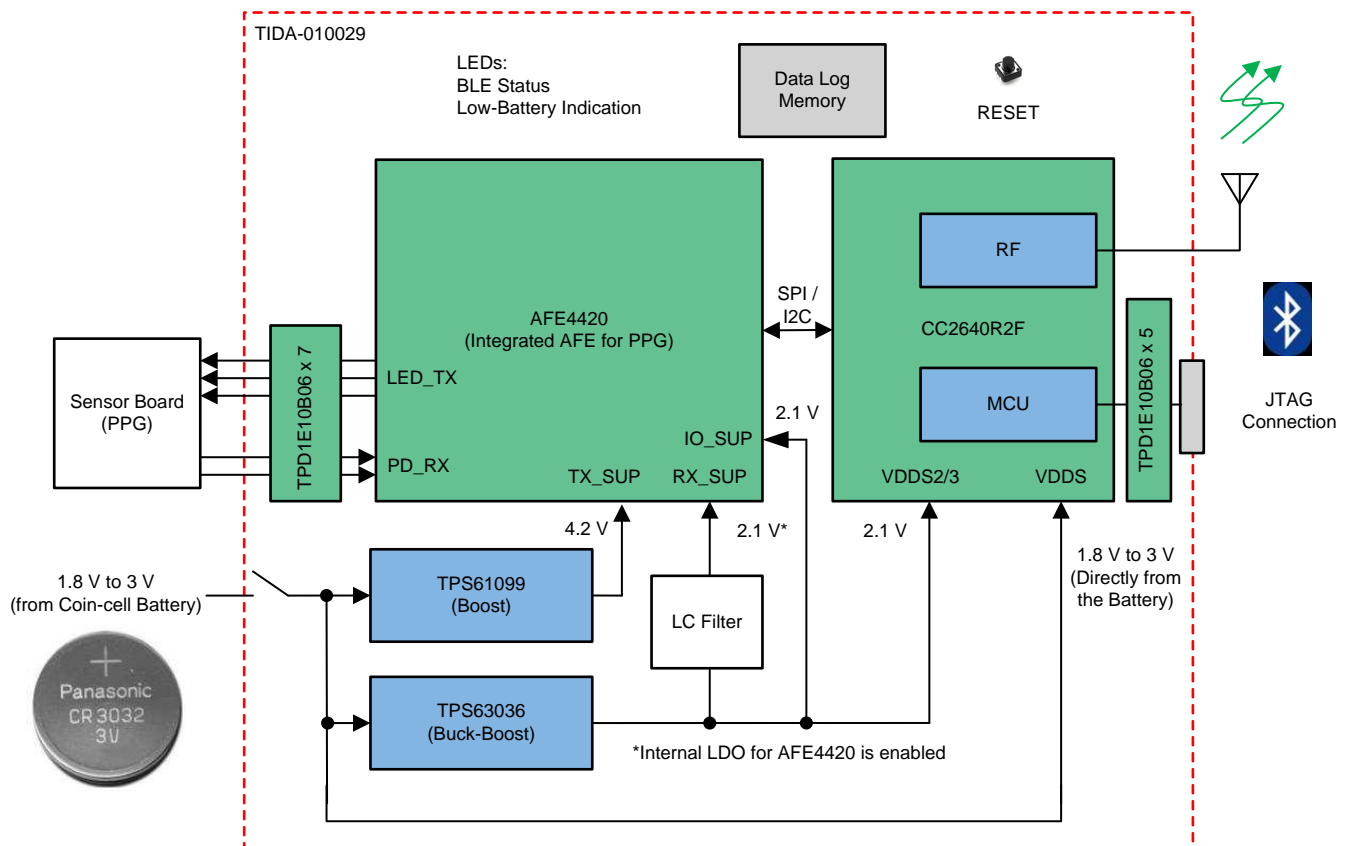 TIDA-010029
LEDs:
BLE Status
Low-Battery Indication
Data Log
Memory
RESET
AFE4420
(Integrated AFE for PPG)
LED_TX
PD_RX
TX_SUP
RX_SUP
IO_SUP
SPI /
I2C
RF
CC2640R2F
MCU
VDDS2/3
VDDS
TPD1E10B06 x 5
JTAG
Connection
Sensor Board
(PPG)
TPD1E10B06 x 7
2.1 V
4.2 V
2.1 V*
2.1 V
1.8 V to 3 V
(Directly from
the Battery)
1.8 V to 3 V
(from Coin-cell Battery)
TPS61099
(Boost)
LC Filter
TPS63036
(Buck-Boost)
*Internal LDO for AFE4420 is enabled
+
Panasonic
CR3032
3V